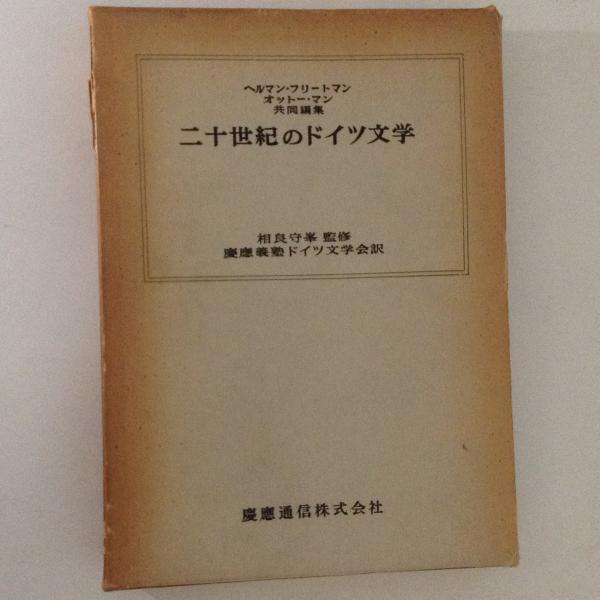 ヘルマン・フリートマン
オットー・マン
共同編集
二十世紀のドイツ文学
相良守峯 監修
慶應義塾ドイツ文学会訳
慶應通信株式会社